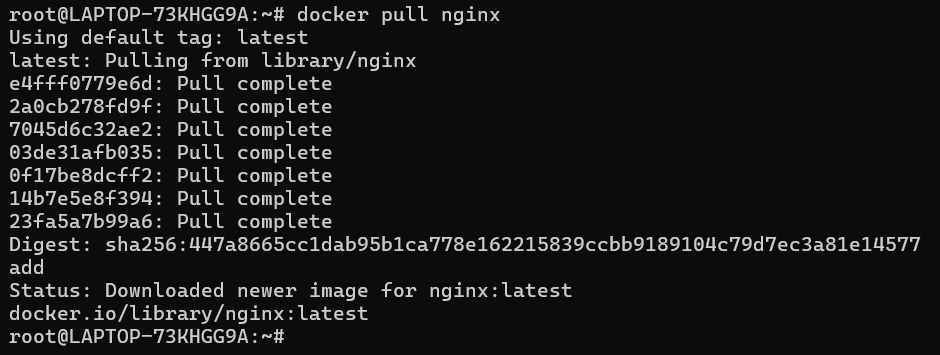 root@LAPTOP-73KHGG9A:~# docker pull nginx
Using default tag: latest
latest: Pulling from library/nginx
e4fff0779e6d: Pull complete
2a0cb278fd9f: Pull complete
7045d6c32ae2: Pull complete
03de31afb035: Pull complete
0f17be8dcff2: Pull complete
14b7e5e8f394: Pull complete
23fa5a7b99a6: Pull complete
Digest: sha256:447a8665cc1dab95b1ca778e162215839ccbb9189104c79d7ec3a81e14577
add
Status: Downloaded newer image for nginx:latest
docker.io/library/nginx:latest
root@LAPTOP-73KHGG9A:~#